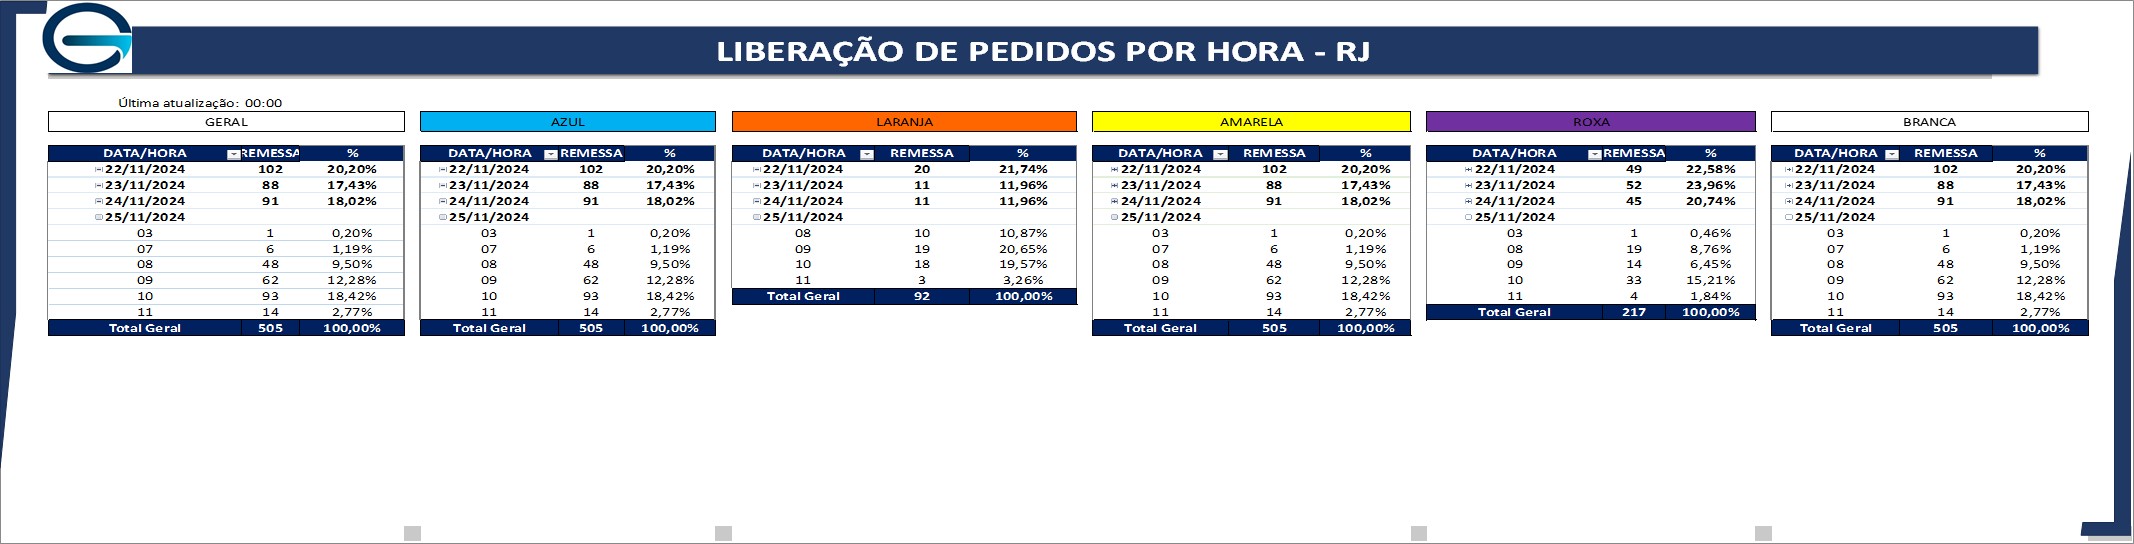 LIBERAÇÃO DE PEDIDOS POR HORA - RJ
Última atualização: 00:00
GERAL
DATA/HORA REMESSA %
22/11/2024 102 20,20%
23/11/2024 88 17,43%
24/11/2024 91 18,02%
25/11/2024
03 1 0,20%
07 6 1,19%
08 48 9,50%
09 62 12,28%
10 93 18,42%
11 14 2,77%
Total Geral 505 100,00%
AZUL
DATA/HORA REMESSA %
22/11/2024 102 20,20%
23/11/2024 88 17,43%
24/11/2024 91 18,02%
25/11/2024
03 1 0,20%
07 6 1,19%
08 48 9,50%
09 62 12,28%
10 93 18,42%
11 14 2,77%
Total Geral 505 100,00%
LARANJA
DATA/HORA REMESSA %
22/11/2024 20 21,74%
23/11/2024 11 11,96%
24/11/2024 11 11,96%
25/11/2024
08 10 10,87%
09 19 20,65%
10 18 19,57%
11 3 3,26%
Total Geral 92 100,00%
AMARELA
DATA/HORA REMESSA %
22/11/2024 102 20,20%
23/11/2024 88 17,43%
24/11/2024 91 18,02%
25/11/2024
03 1 0,20%
07 6 1,19%
08 48 9,50%
09 62 12,28%
10 93 18,42%
11 14 2,77%
Total Geral 505 100,00%
ROXA
DATA/HORA REMESSA %
22/11/2024 49 22,58%
23/11/2024 52 23,96%
24/11/2024 45 20,74%
25/11/2024
03 1 0,46%
08 19 8,76%
09 14 6,45%
10 33 15,21%
11 4 1,84%
Total Geral 217 100,00%
BRANCA
DATA/HORA REMESSA %
22/11/2024 102 20,20%
23/11/2024 88 17,43%
24/11/2024 91 18,02%
25/11/2024
03 1 0,20%
07 6 1,19%
08 48 9,50%
09 62 12,28%
10 93 18,42%
11 14 2,77%
Total Geral 505 100,00%